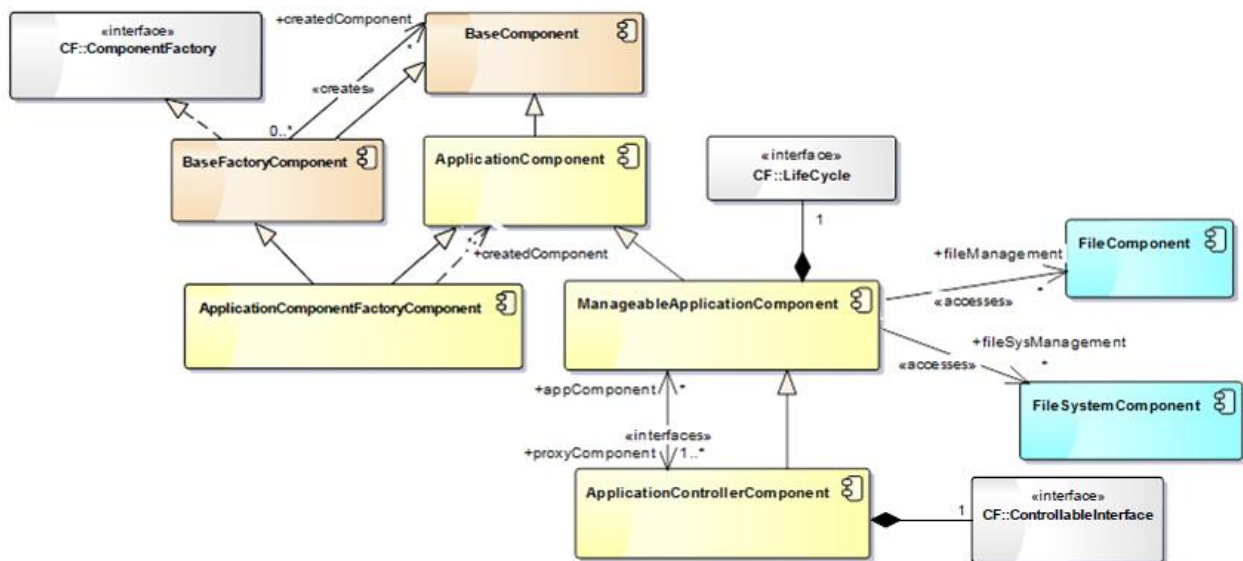 +createdComponent
BaseComponent
«interface»
CF::ComponentFactory
*
«creates»
0..*
BaseFactoryComponent
ApplicationComponent
«interface»
CF::LifeCycle
1
+createdComponent
+fileManagement
FileComponent
*
«accesses»
ApplicationComponentFactoryComponent
ManageableApplicationComponent
+fileSysManagement
*
«accesses»
+appComponent
*
FileSystemComponent
«interfaces»
+proxyComponent
1..*
ApplicationControllerComponent
1
«interface»
CF::ControllableInterface